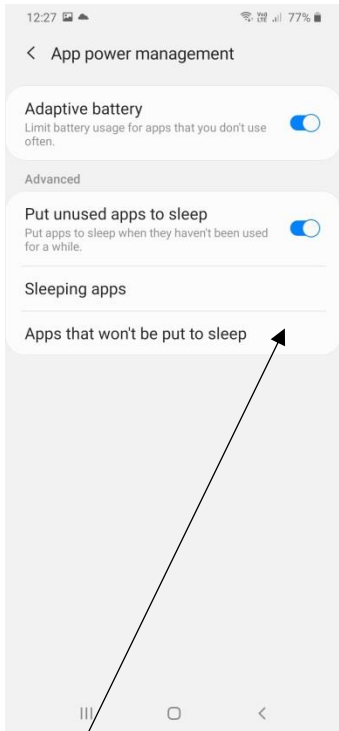 12:27 77%
App power management
Adaptive battery
Limit battery usage for apps that you don't use
often.
Advanced
Put unused apps to sleep
Put apps to sleep when they haven't been used
for a while.
Sleeping apps
Apps that won't be put to sleep